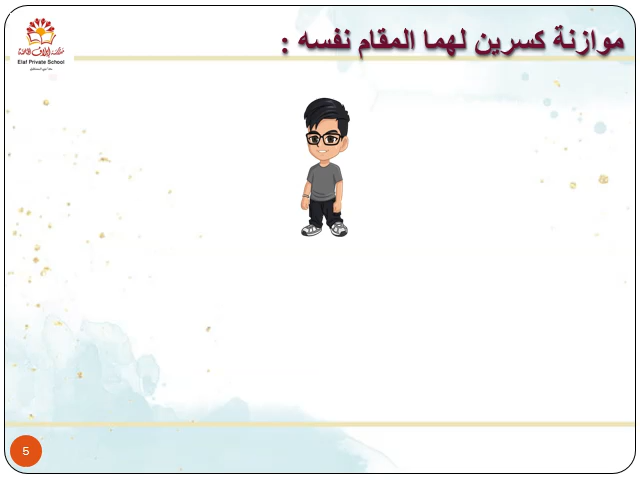 موازنة كسرين لهما المقام نفسه :
Elaf Private School
5